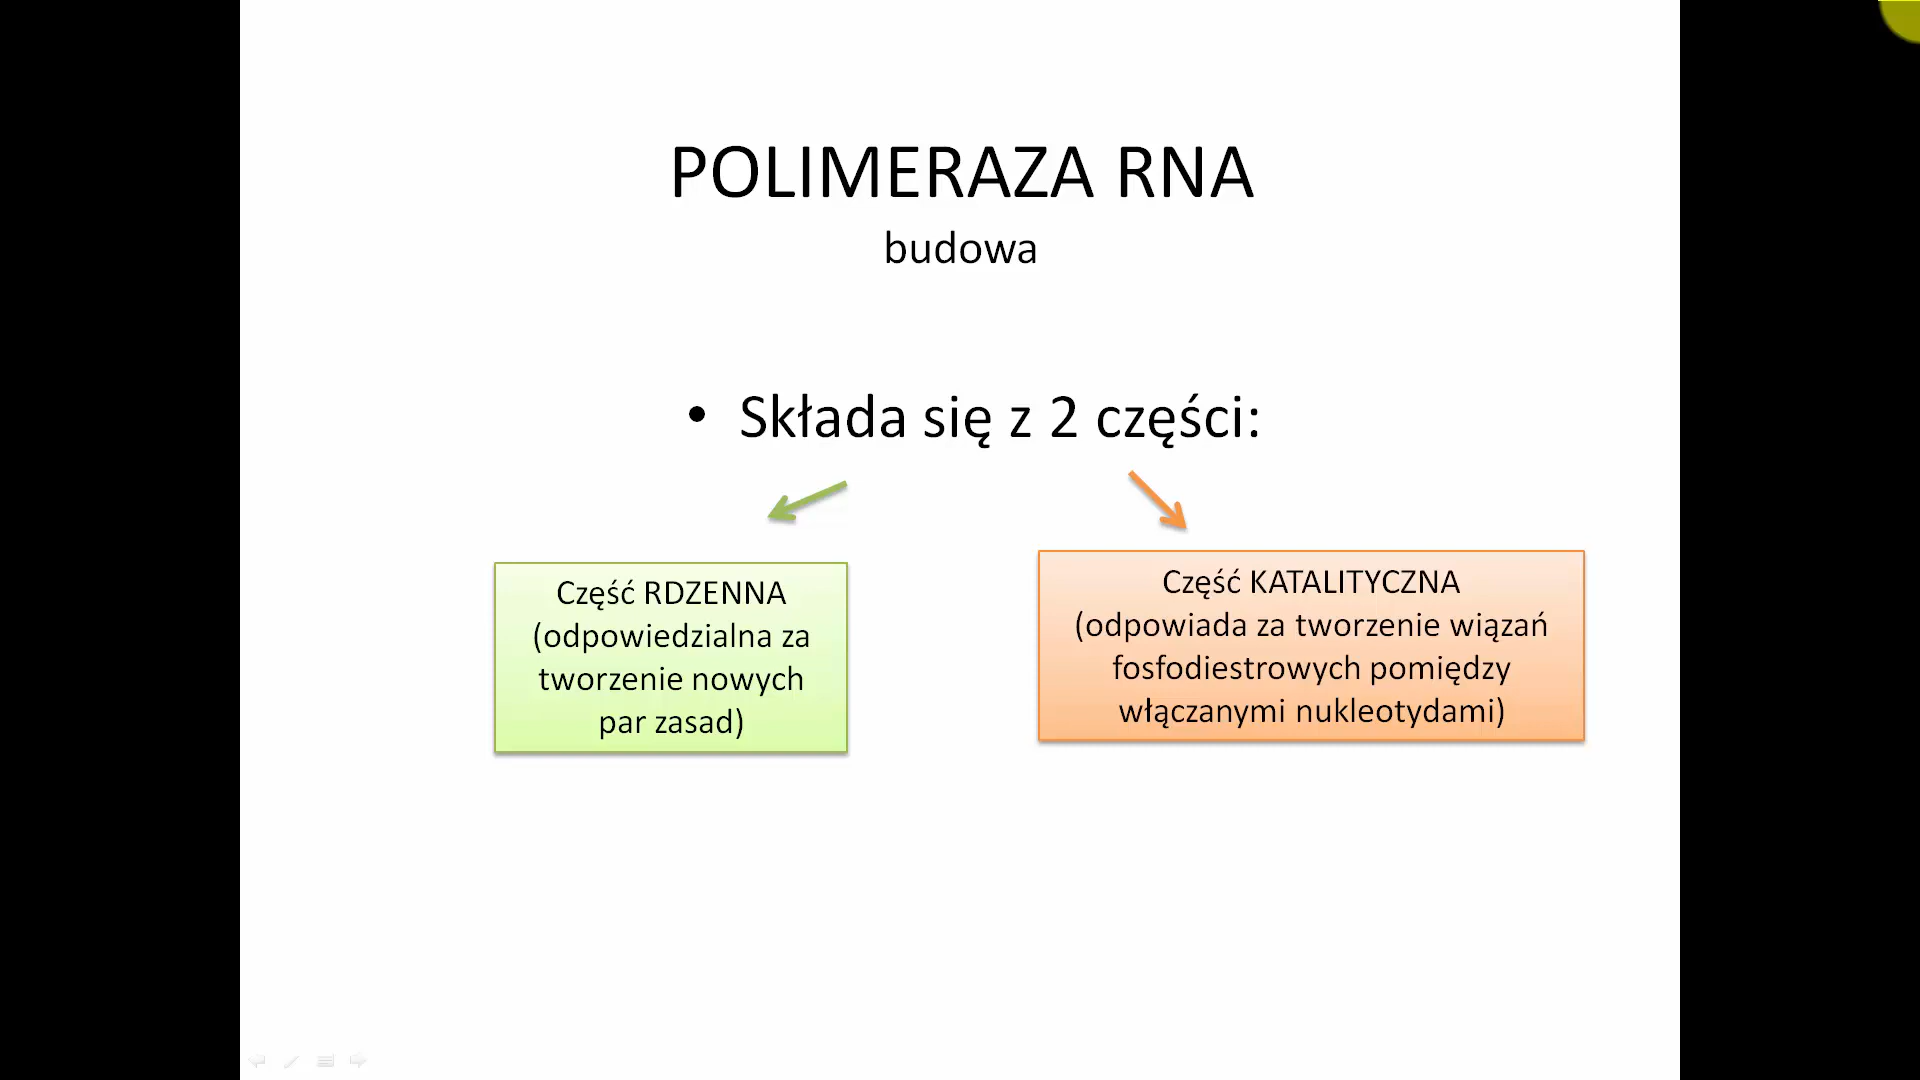 POLIMERAZA RNA
budowa
• Składa się z 2 części:
Część RDZENNA
(odpowiedzialna za
tworzenie nowych
par zasad)
Część KATALITYCZNA
(odpowiada za tworzenie wiązań
fosfodiestrowych pomiędzy
włączanymi nukleotydami)